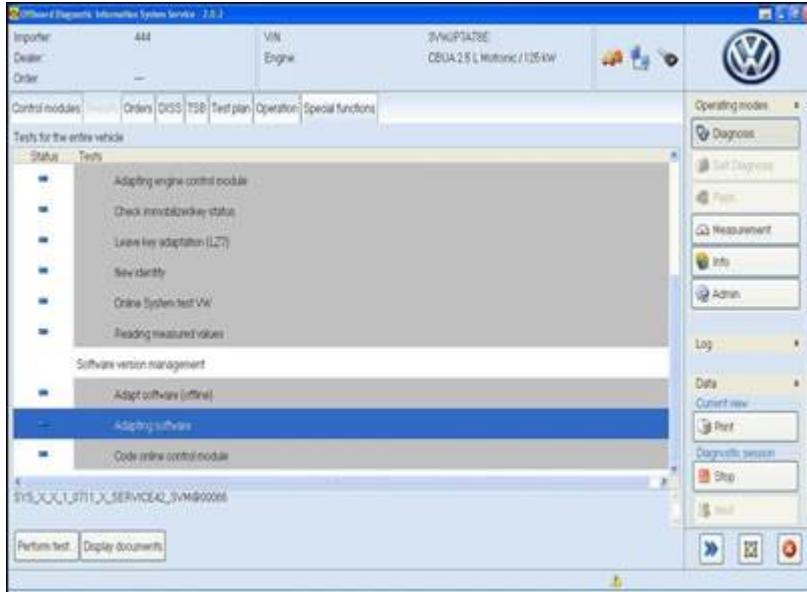 Offboard Diagnostic Information System Service - 2.0.2
Importer: 444
Dealer:
Order: ---
VIN:
Engine: CBUA 2.5 L Motronic / 125 kW
Control modules Orders DISS TSB Test plan Operation Special functions
Tests for the entire vehicle
Status Tests
Adapting engine control module
Check immobilizer/key status
Leave key adaptation (LZ7)
New identity
Online System test VW
Reading measured values
Software version management
Adapt software (offline)
Adapting software
Code online control module
Perform test... Display documents
Operating modes
Diagnosis
Self Diagnosis
Measurement
Info
Admin
Log
Data
Current view
Print
Diagnostic session
Stop